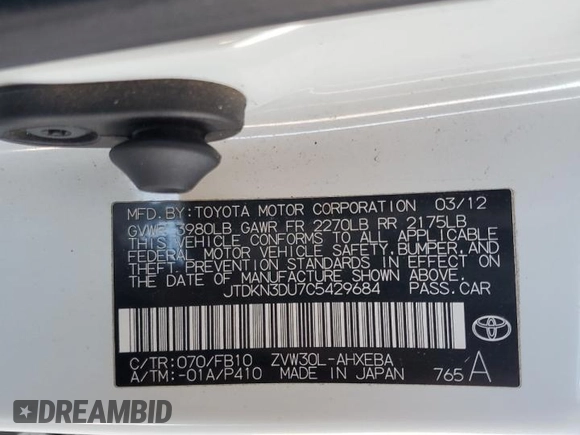 MFD. BY: TOYOTA MOTOR CORPORATION 03/12
GVWR 3980LB GAWR FR 2270LB RR 2175LB
THIS VEHICLE CONFORMS TO ALL APPLICABLE
FEDERAL MOTOR VEHICLE SAFETY, BUMPER, AND
THEFT PREVENTION STANDARDS IN EFFECT ON
THE DATE OF MANUFACTURE SHOWN ABOVE.
JTDKN3DU7C5429684 PASS.CAR
C/TR:070/FB10 ZVW30L-AHXEBA
A/TM:-01A/P410 MADE IN JAPAN 765 A
TOYOTA
DREAMBID